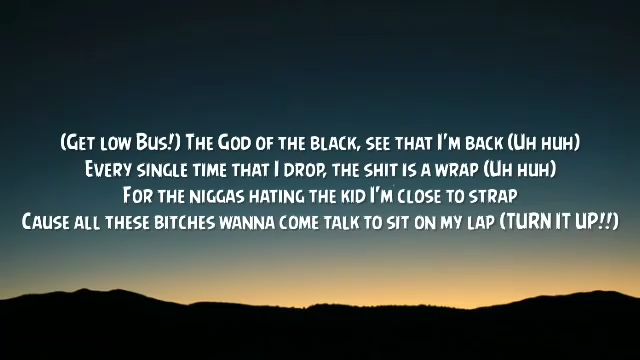 (Get low Bus!) The God of the black, see that I'm back (Uh huh)
Every single time that I drop, the shit is a wrap (Uh huh)
For the niggas hating the kid I'm close to strap
Cause all these bitches wanna come talk to sit on my lap (TURN IT UP!!)